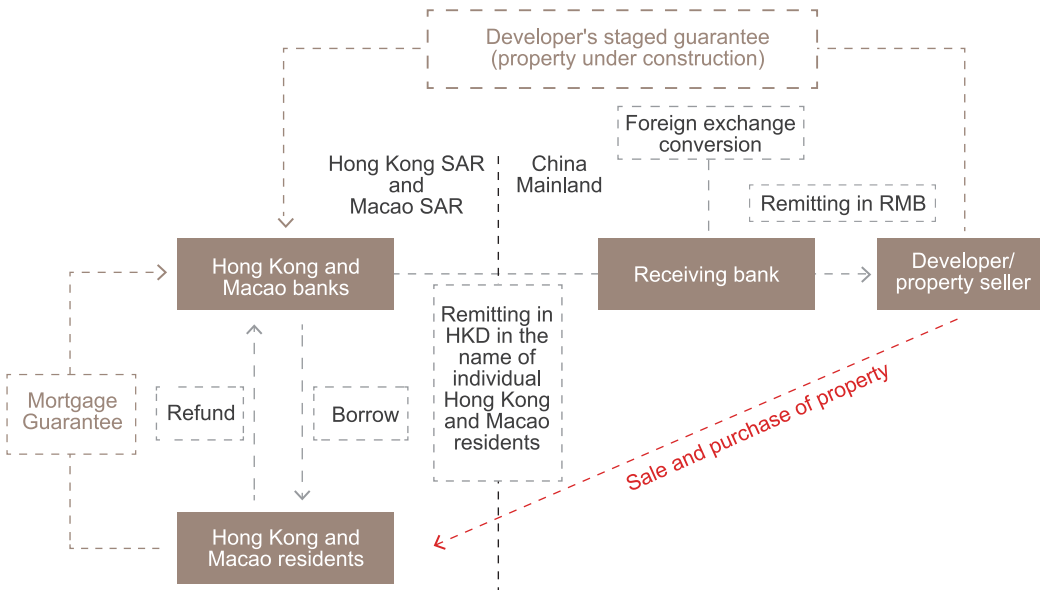 Developer's staged guarantee
(property under construction)
Foreign exchange
conversion
Hong Kong SAR
and
Macao SAR
China
Mainland
Remitting in RMB
Hong Kong and
Macao banks
Receiving bank
Developer/
property seller
Remitting in
HKD in the
name of
individual
Hong Kong
and Macao
residents
Mortgage
Guarantee
Refund
Borrow
Sale and purchase of property
Hong Kong and
Macao residents